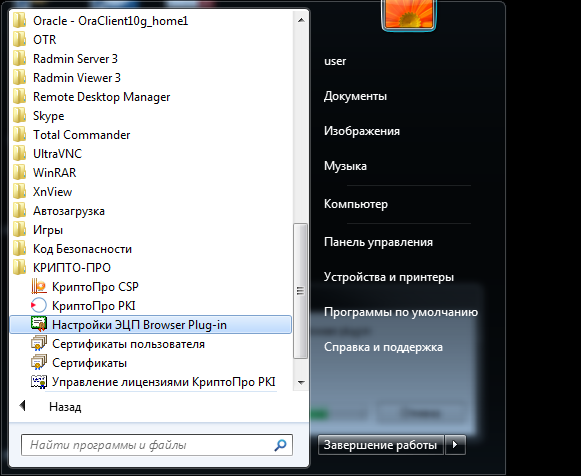 Oracle - OraClient10g_home1
OTR
Radmin Server 3
Radmin Viewer 3
Remote Desktop Manager
Skype
Total Commander
UltraVNC
WinRAR
XnView
Автозагрузка
Игры
Код Безопасности
КРИПТО-ПРО
КриптоПро CSP
КриптоПро PKI
Настройки ЭЦП Browser Plug-in
Сертификаты пользователя
Сертификаты
Управление лицензиями КриптоПро PKI
Назад
Найти программы и файлы
user
Документы
Изображения
Музыка
Компьютер
Панель управления
Устройства и принтеры
Программы по умолчанию
Справка и поддержка
Завершение работы